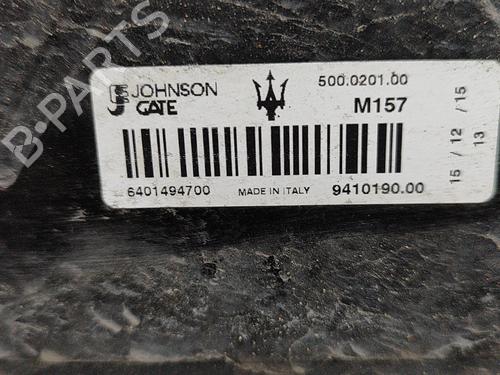 JOHNSON
GATE
500.0201.00
M157
6401494700
MADE IN ITALY
9410190.00
15 / 12 / 15
13
B-PARTS